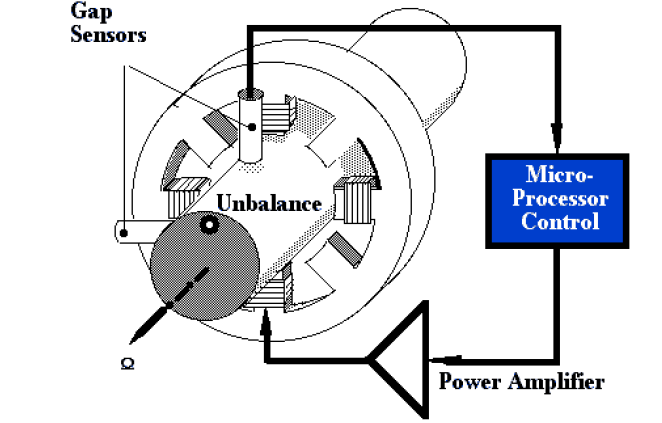 Gap
Sensors
Micro-
Processor
Control
Unbalance
Ω
Power Amplifier